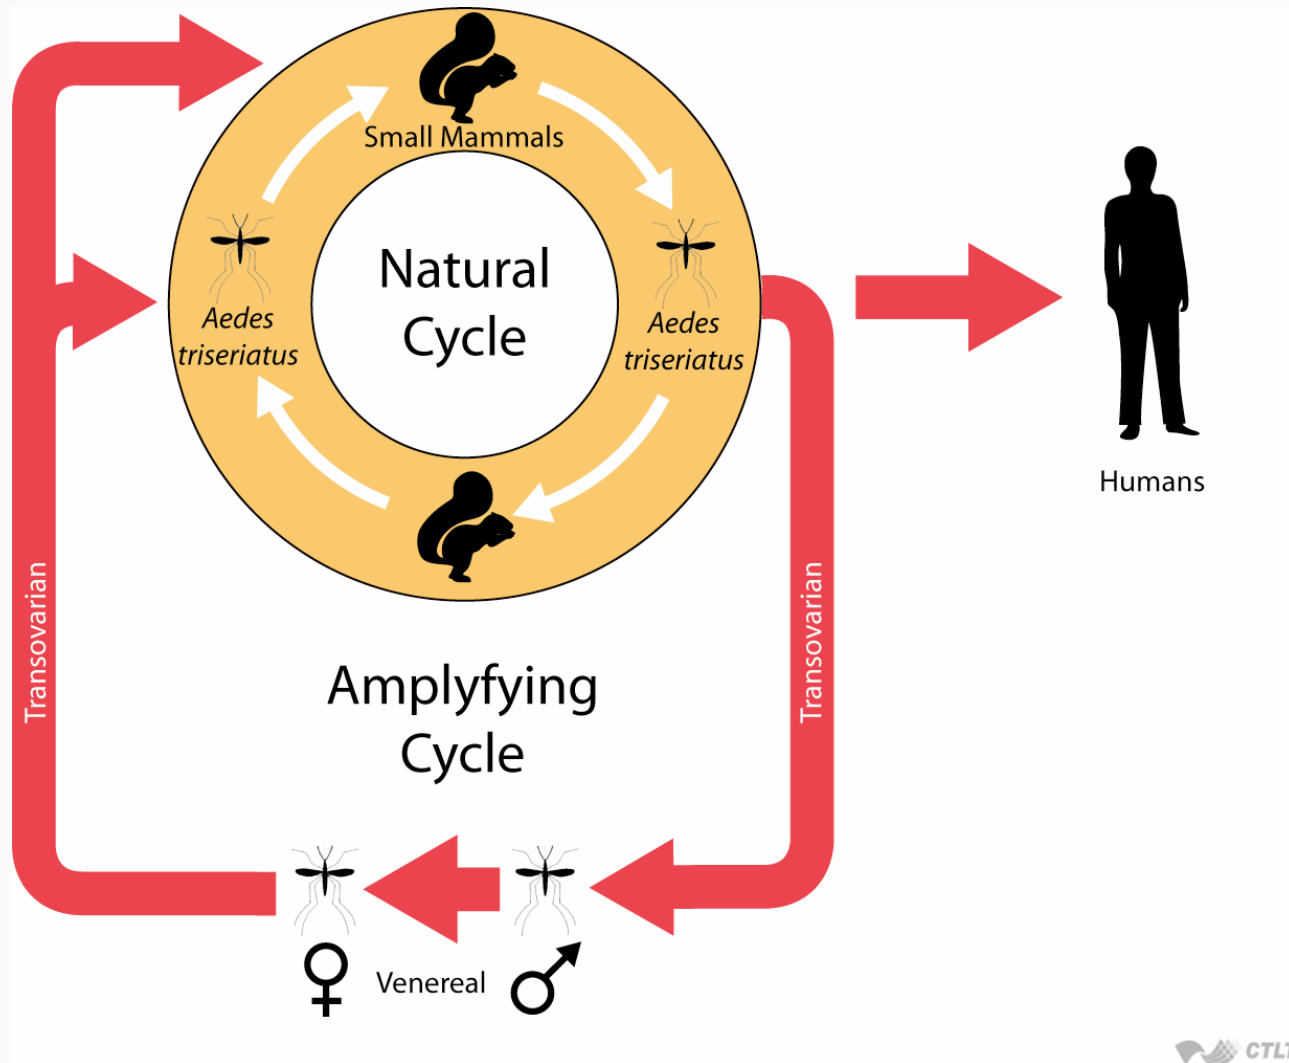 Small Mammals
Natural
Cycle
Aedes
triseriatus
Aedes
triseriatus
Humans
Transovarian
Transovarian
Amplyfying
Cycle
Venereal